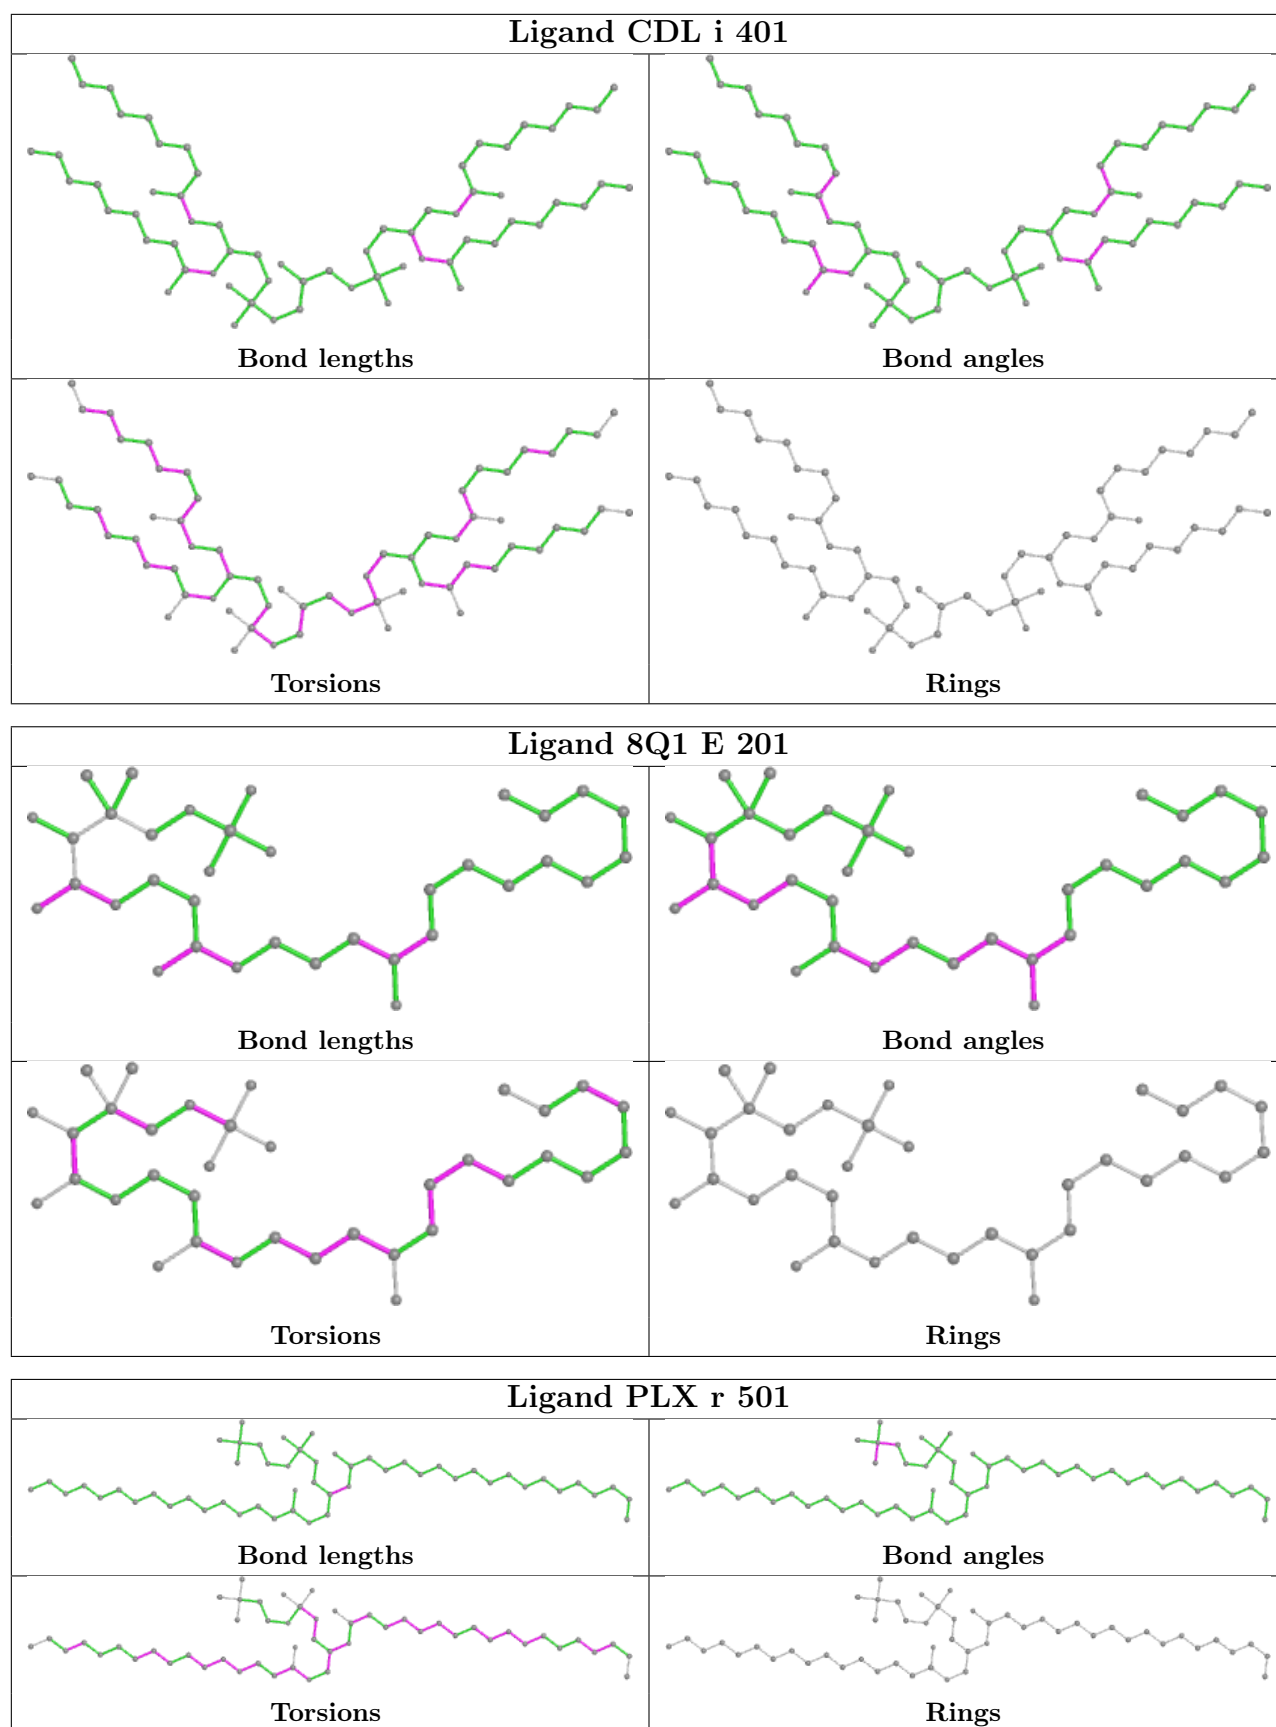 Ligand CDL i 401
Bond lengths
Bond angles
Torsions
Rings
Ligand 8Q1 E 201
Bond lengths
Bond angles
Torsions
Rings
Ligand PLX r 501
Bond lengths
Bond angles
Torsions
Rings